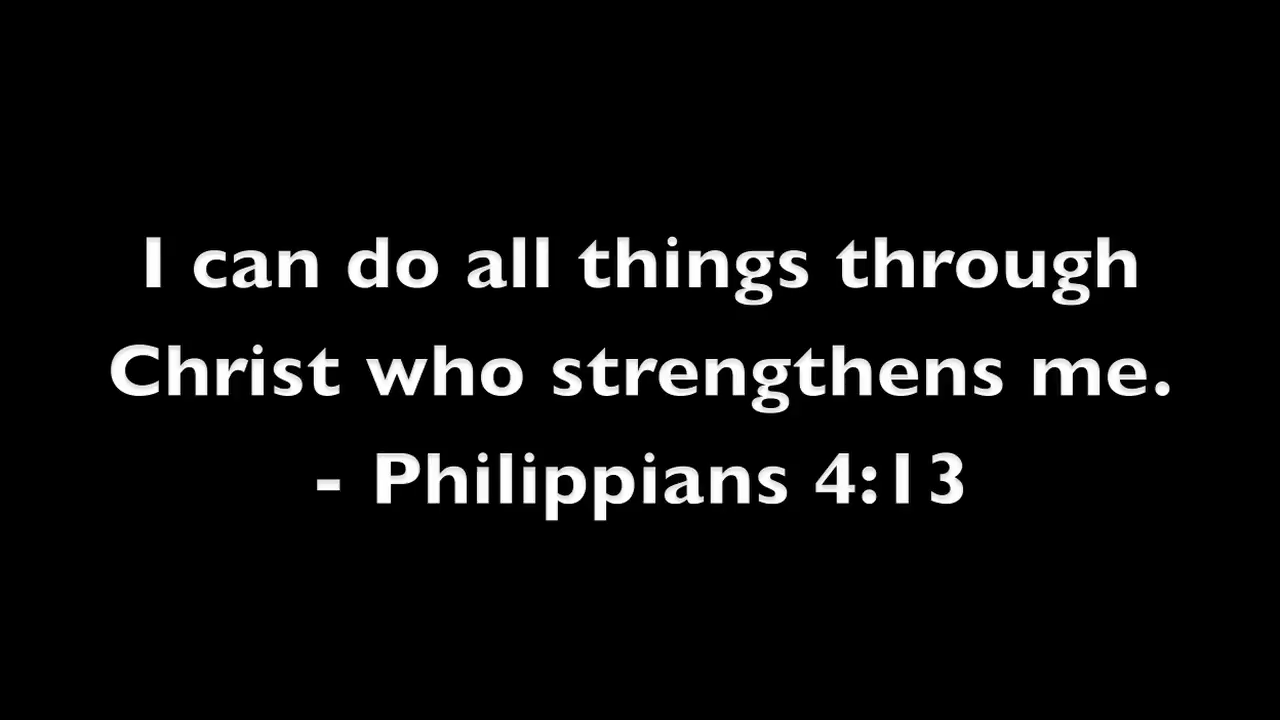 I can do all things through
Christ who strengthens me.
- Philippians 4:13